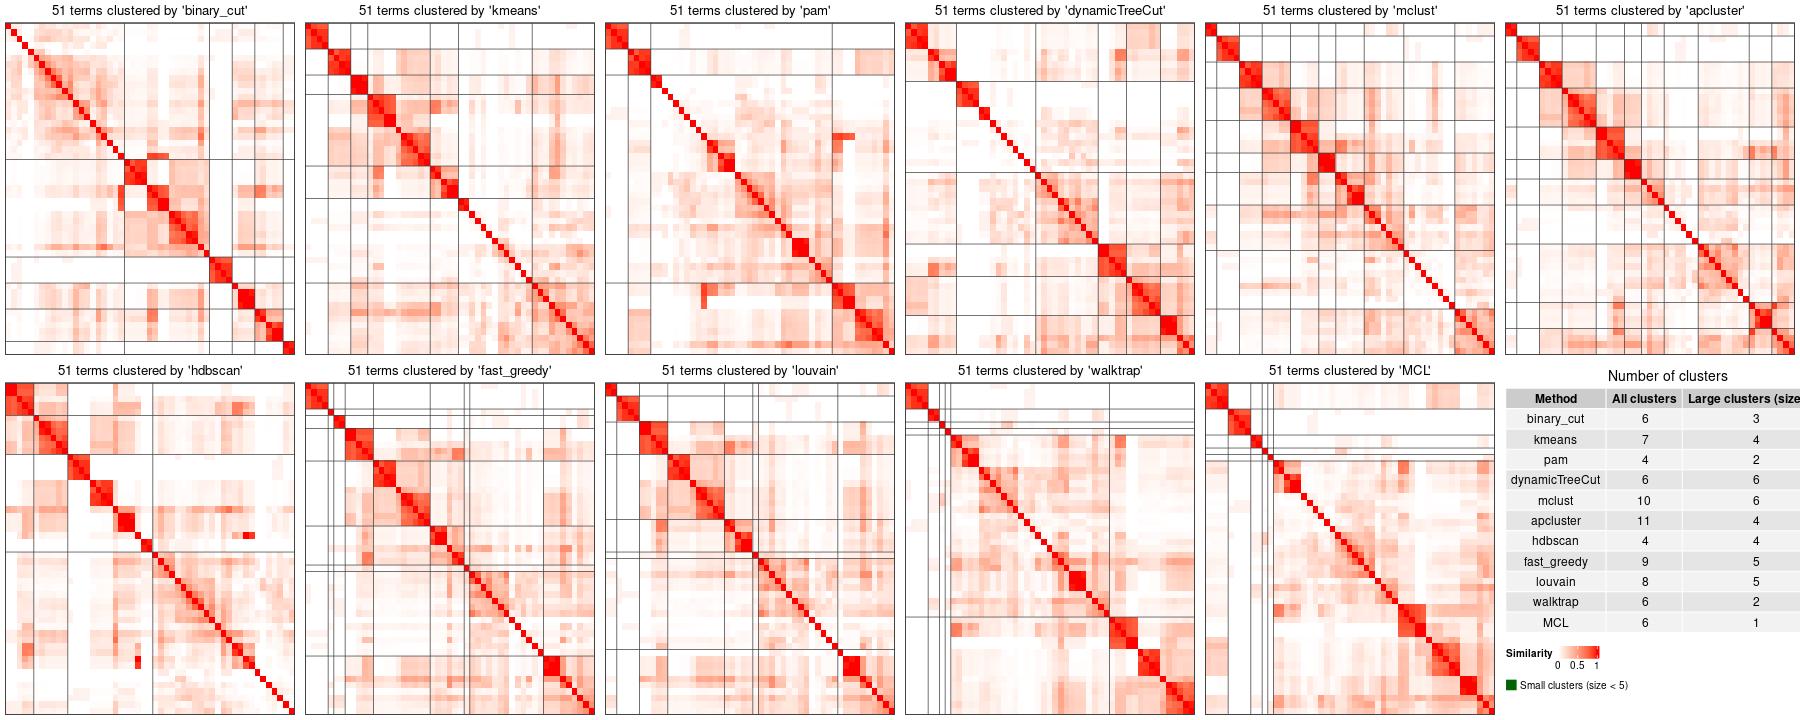 51 terms clustered by 'binary_cut'
51 terms clustered by 'kmeans'
51 terms clustered by 'pam'
51 terms clustered by 'dynamicTreeCut'
51 terms clustered by 'mclust'
51 terms clustered by 'apcluster'
51 terms clustered by 'hdbscan'
51 terms clustered by 'fast_greedy'
51 terms clustered by 'louvain'
51 terms clustered by 'walktrap'
51 terms clustered by 'MCL'
Number of clusters
Method All clusters Large clusters (size
binary_cut 6 3
kmeans 7 4
pam 4 2
dynamicTreeCut 6 6
mclust 10 6
apcluster 11 4
hdbscan 4 4
fast_greedy 9 5
louvain 8 5
walktrap 6 2
MCL 6 1
Similarity
0 0.5 1
Small clusters (size < 5)